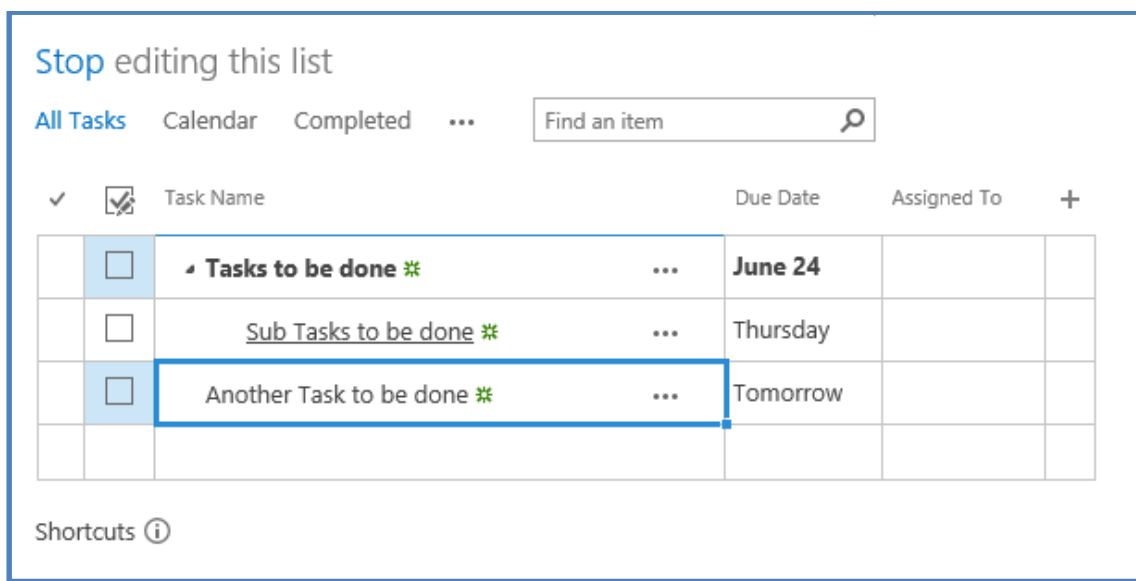 Stop editing this list
All Tasks Calendar Completed ... Find an item
Task Name Due Date Assigned To +
Tasks to be done ... June 24
Sub Tasks to be done ... Thursday
Another Task to be done ... Tomorrow
Shortcuts